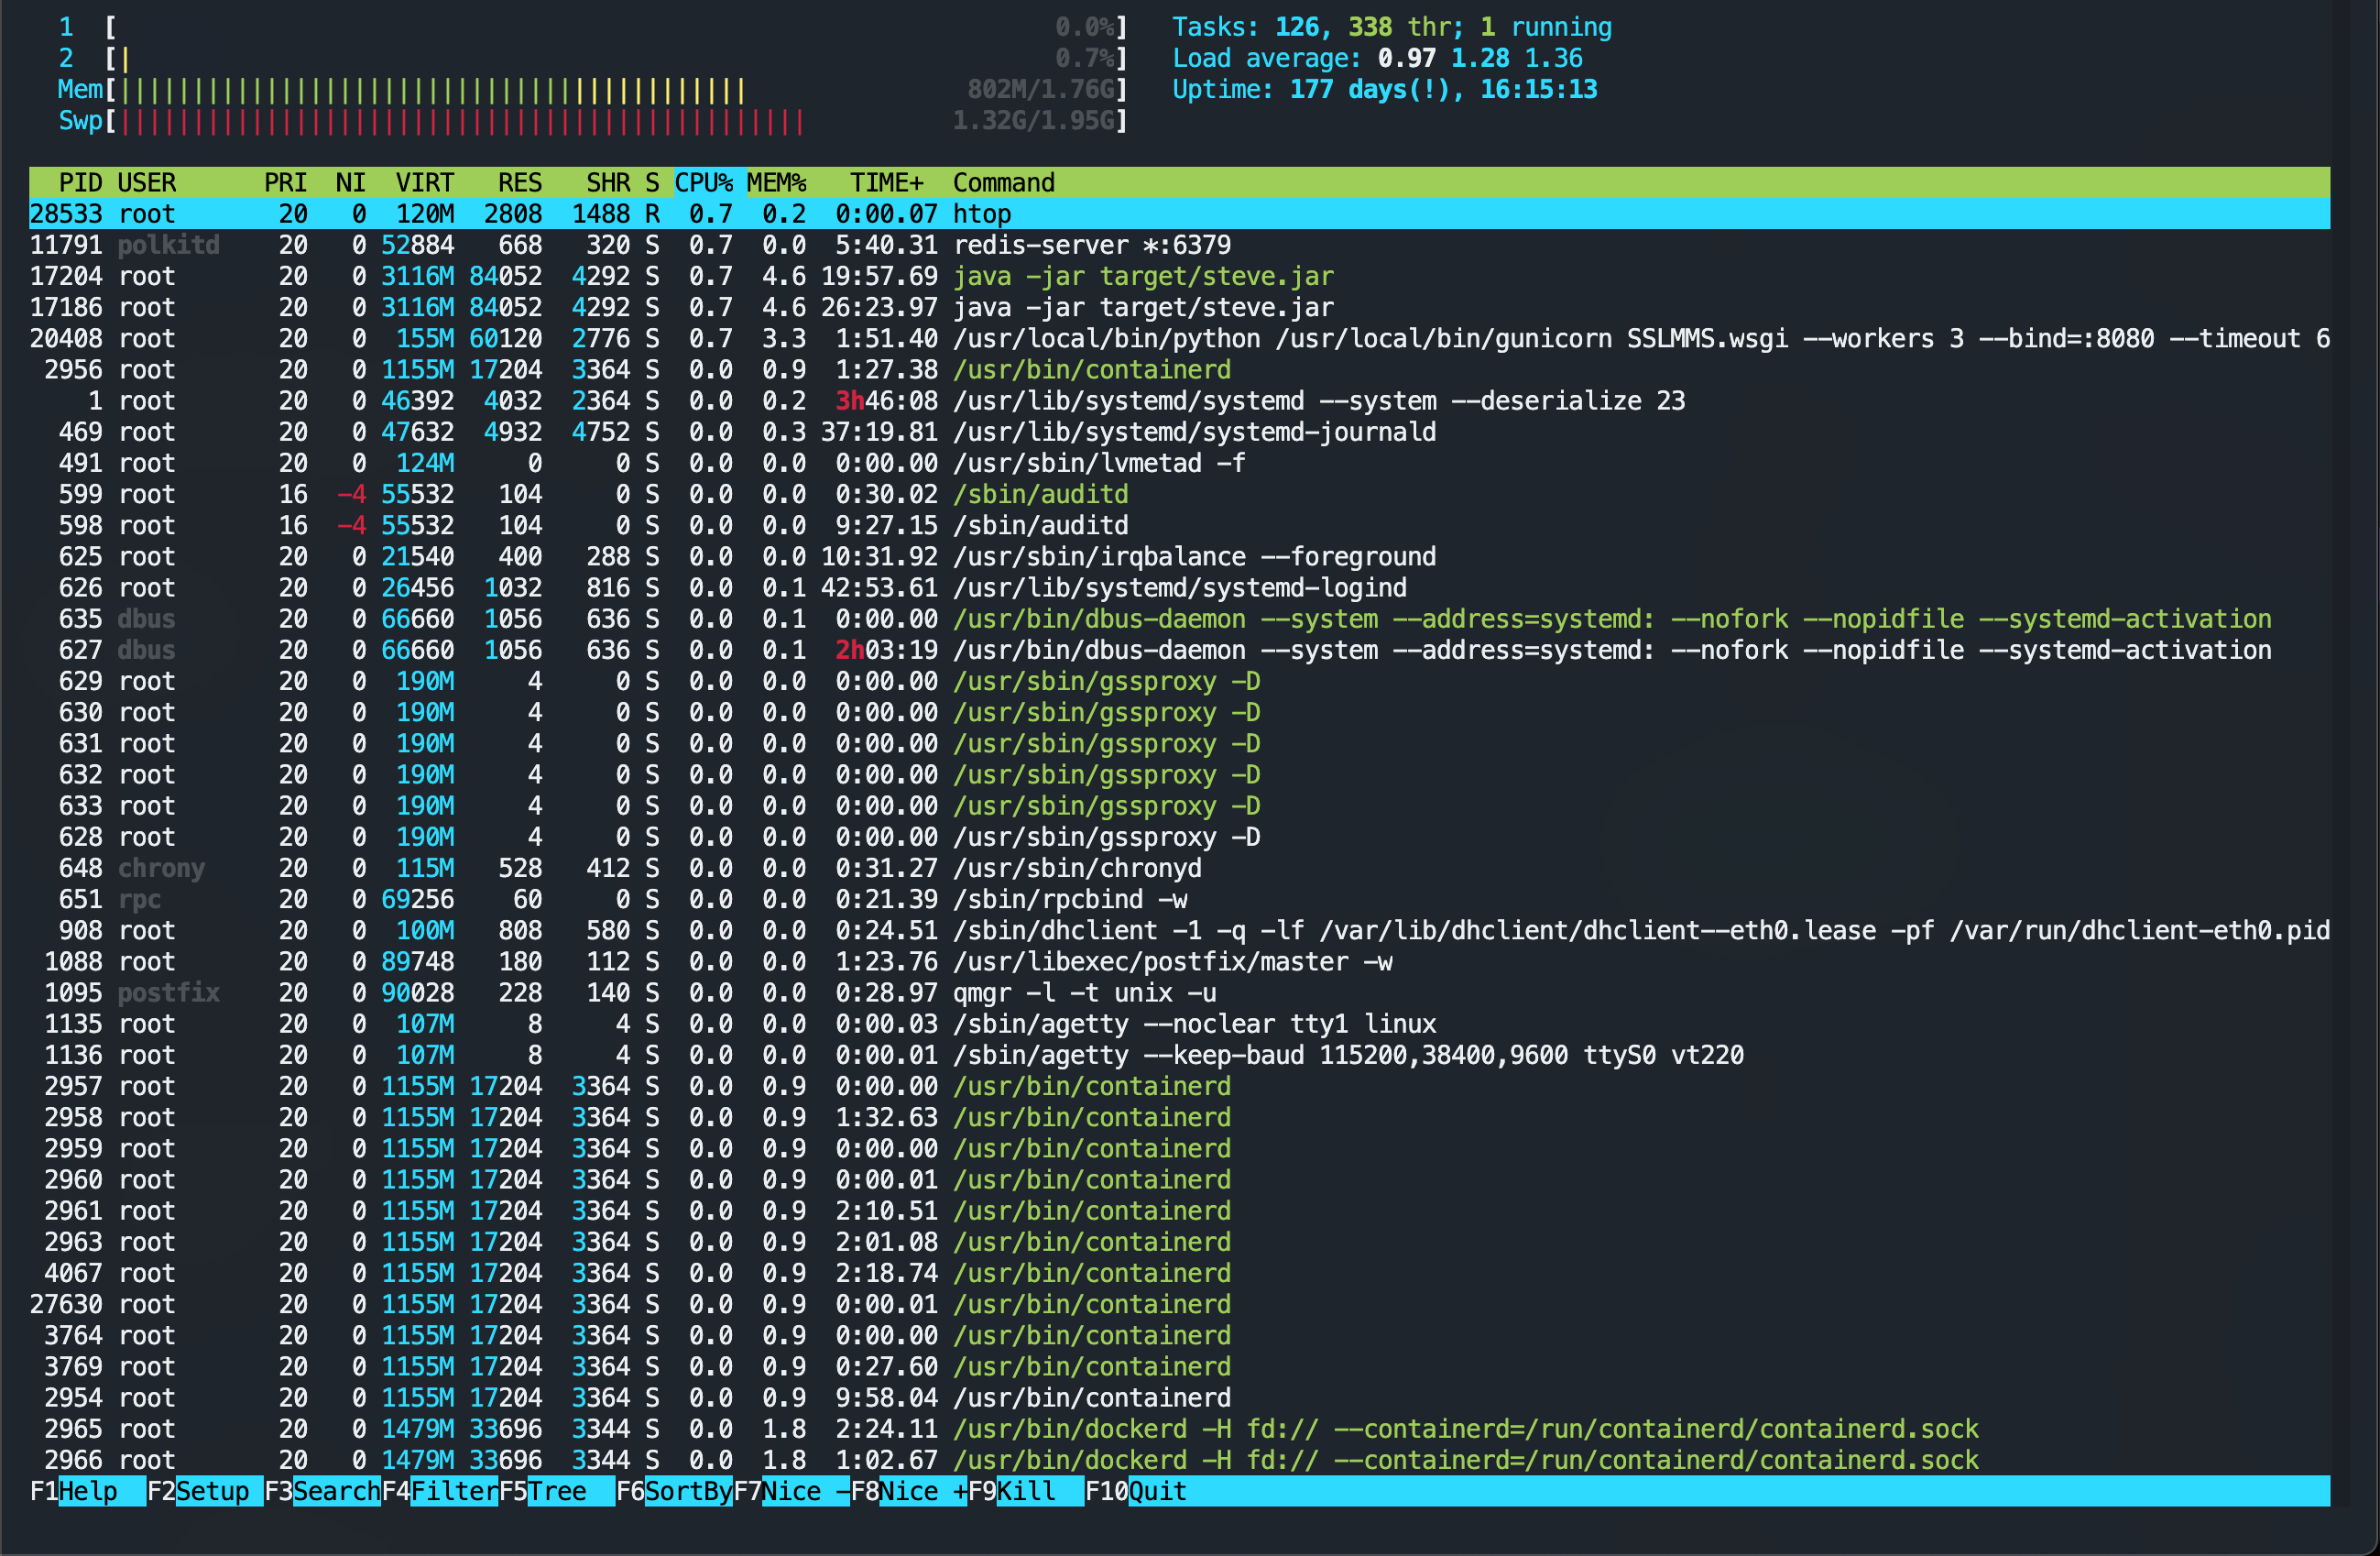 1 [ 0.0%] Tasks: 126, 338 thr; 1 running
2 [| 0.7%] Load average: 0.97 1.28 1.36
Mem[||||||||||||||||||||||||||||||||||||||||||| 802M/1.76G] Uptime: 177 days(!), 16:15:13
Swp[||||||||||||||||||||||||||||||||||||||||||||||| 1.32G/1.95G]
PID USER PRI NI VIRT RES SHR S CPU% MEM% TIME+ Command
28533 root 20 0 120M 2808 1488 R 0.7 0.2 0:00.07 htop
11791 polkitd 20 0 52884 668 320 S 0.7 0.0 5:40.31 redis-server *:6379
17204 root 20 0 3116M 84052 4292 S 0.7 4.6 19:57.69 java -jar target/steve.jar
17186 root 20 0 3116M 84052 4292 S 0.7 4.6 26:23.97 java -jar target/steve.jar
20408 root 20 0 155M 60120 2776 S 0.7 3.3 1:51.40 /usr/local/bin/python /usr/local/bin/gunicorn SSLMMS.wsgi --workers 3 --bind=:8080 --timeout 6
2956 root 20 0 1155M 17204 3364 S 0.0 0.9 1:27.38 /usr/bin/containerd
1 root 20 0 46392 4032 2364 S 0.0 0.2 3h46:08 /usr/lib/systemd/systemd --system --deserialize 23
469 root 20 0 47632 4932 4752 S 0.0 0.3 37:19.81 /usr/lib/systemd/systemd-journald
491 root 20 0 124M 0 0 S 0.0 0.0 0:00.00 /usr/sbin/lvmetad -f
599 root 16 -4 55532 104 0 S 0.0 0.0 0:30.02 /sbin/auditd
598 root 16 -4 55532 104 0 S 0.0 0.0 9:27.15 /sbin/auditd
625 root 20 0 21540 400 288 S 0.0 0.0 10:31.92 /usr/sbin/irqbalance --foreground
626 root 20 0 26456 1032 816 S 0.0 0.1 42:53.61 /usr/lib/systemd/systemd-logind
635 dbus 20 0 66660 1056 636 S 0.0 0.1 0:00.00 /usr/bin/dbus-daemon --system --address=systemd: --nofork --nopidfile --systemd-activation
627 dbus 20 0 66660 1056 636 S 0.0 0.1 2h03:19 /usr/bin/dbus-daemon --system --address=systemd: --nofork --nopidfile --systemd-activation
629 root 20 0 190M 4 0 S 0.0 0.0 0:00.00 /usr/sbin/gssproxy -D
630 root 20 0 190M 4 0 S 0.0 0.0 0:00.00 /usr/sbin/gssproxy -D
631 root 20 0 190M 4 0 S 0.0 0.0 0:00.00 /usr/sbin/gssproxy -D
632 root 20 0 190M 4 0 S 0.0 0.0 0:00.00 /usr/sbin/gssproxy -D
633 root 20 0 190M 4 0 S 0.0 0.0 0:00.00 /usr/sbin/gssproxy -D
628 root 20 0 190M 4 0 S 0.0 0.0 0:00.00 /usr/sbin/gssproxy -D
648 chrony 20 0 115M 528 412 S 0.0 0.0 0:31.27 /usr/sbin/chronyd
651 rpc 20 0 69256 60 0 S 0.0 0.0 0:21.39 /sbin/rpcbind -w
908 root 20 0 100M 808 580 S 0.0 0.0 0:24.51 /sbin/dhclient -1 -q -lf /var/lib/dhclient/dhclient--eth0.lease -pf /var/run/dhclient-eth0.pid
1088 root 20 0 89748 180 112 S 0.0 0.0 1:23.76 /usr/libexec/postfix/master -w
1095 postfix 20 0 90028 228 140 S 0.0 0.0 0:28.97 qmgr -l -t unix -u
1135 root 20 0 107M 8 4 S 0.0 0.0 0:00.03 /sbin/agetty --noclear tty1 linux
1136 root 20 0 107M 8 4 S 0.0 0.0 0:00.01 /sbin/agetty --keep-baud 115200,38400,9600 ttyS0 vt220
2957 root 20 0 1155M 17204 3364 S 0.0 0.9 0:00.00 /usr/bin/containerd
2958 root 20 0 1155M 17204 3364 S 0.0 0.9 1:32.63 /usr/bin/containerd
2959 root 20 0 1155M 17204 3364 S 0.0 0.9 0:00.00 /usr/bin/containerd
2960 root 20 0 1155M 17204 3364 S 0.0 0.9 0:00.01 /usr/bin/containerd
2961 root 20 0 1155M 17204 3364 S 0.0 0.9 2:10.51 /usr/bin/containerd
2963 root 20 0 1155M 17204 3364 S 0.0 0.9 2:01.08 /usr/bin/containerd
4067 root 20 0 1155M 17204 3364 S 0.0 0.9 2:18.74 /usr/bin/containerd
27630 root 20 0 1155M 17204 3364 S 0.0 0.9 0:00.01 /usr/bin/containerd
3764 root 20 0 1155M 17204 3364 S 0.0 0.9 0:00.00 /usr/bin/containerd
3769 root 20 0 1155M 17204 3364 S 0.0 0.9 0:27.60 /usr/bin/containerd
2954 root 20 0 1155M 17204 3364 S 0.0 0.9 9:58.04 /usr/bin/containerd
2965 root 20 0 1479M 33696 3344 S 0.0 1.8 2:24.11 /usr/bin/dockerd -H fd:// --containerd=/run/containerd/containerd.sock
2966 root 20 0 1479M 33696 3344 S 0.0 1.8 1:02.67 /usr/bin/dockerd -H fd:// --containerd=/run/containerd/containerd.sock
F1Help F2Setup F3SearchF4FilterF5Tree F6SortByF7Nice -F8Nice +F9Kill F10Quit